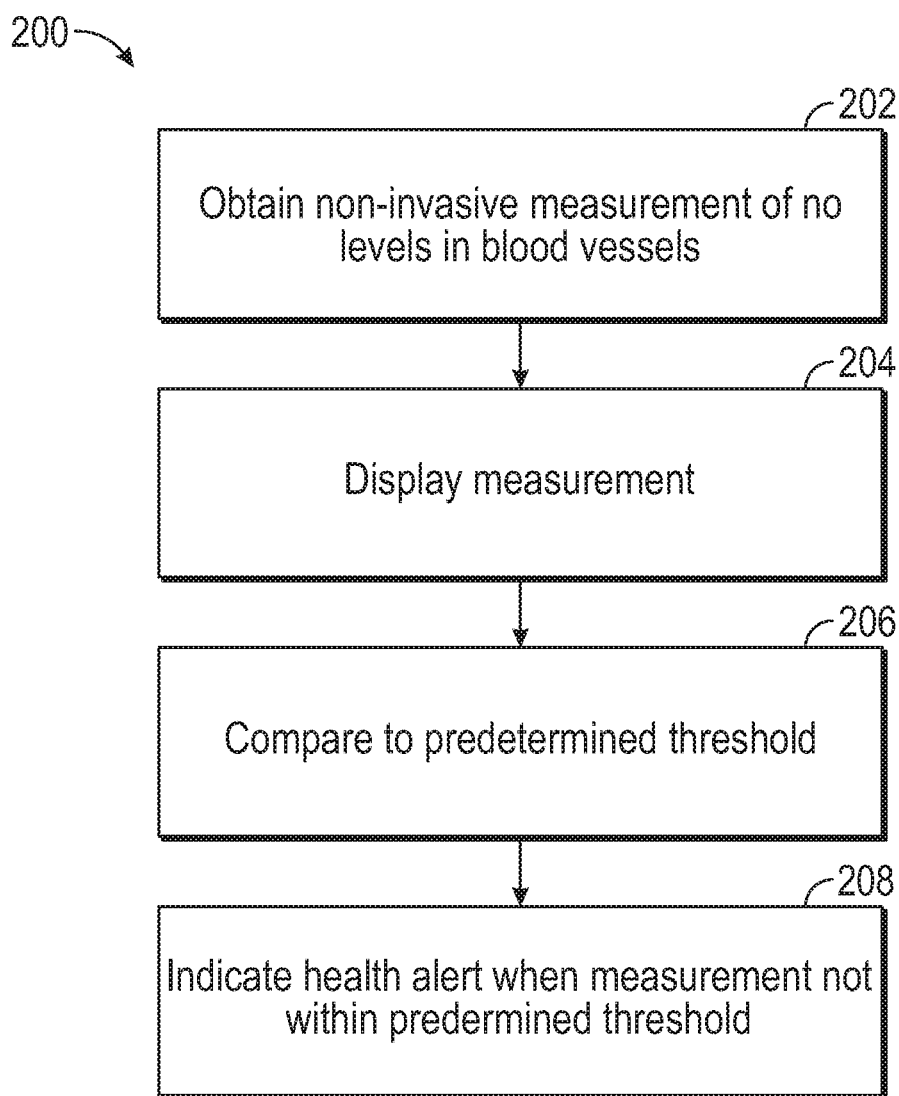 200
202
Obtain non-invasive measurement of no
levels in blood vessels
204
Display measurement
206
Compare to predetermined threshold
208
Indicate health alert when measurement not
within predermined threshold